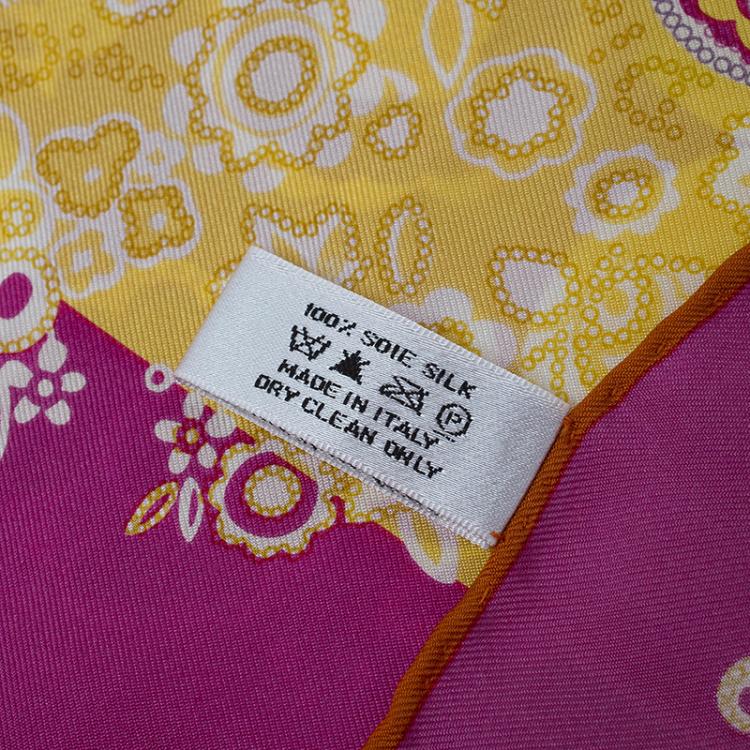 100% SOIE SILK
P
MADE IN ITALY
DRY CLEAN ONLY